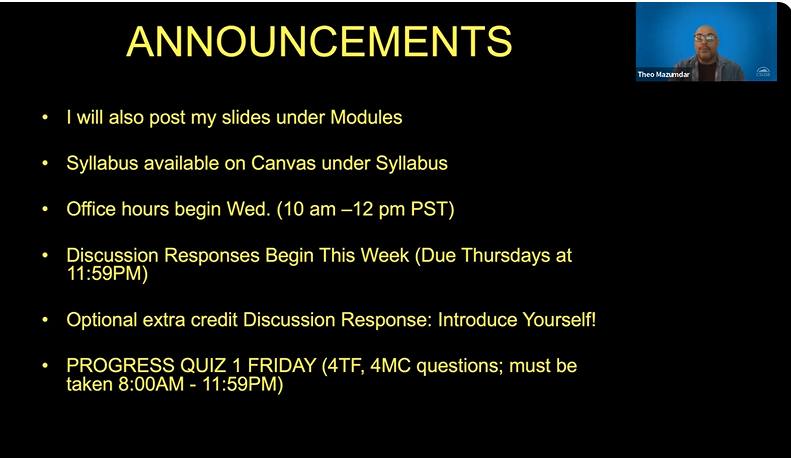 ANNOUNCEMENTS
Theo Mazumdar
• I will also post my slides under Modules
• Syllabus available on Canvas under Syllabus
• Office hours begin Wed. (10 am –12 pm PST)
• Discussion Responses Begin This Week (Due Thursdays at
11:59PM)
• Optional extra credit Discussion Response: Introduce Yourself!
• PROGRESS QUIZ 1 FRIDAY (4TF, 4MC questions; must be
taken 8:00AM - 11:59PM)